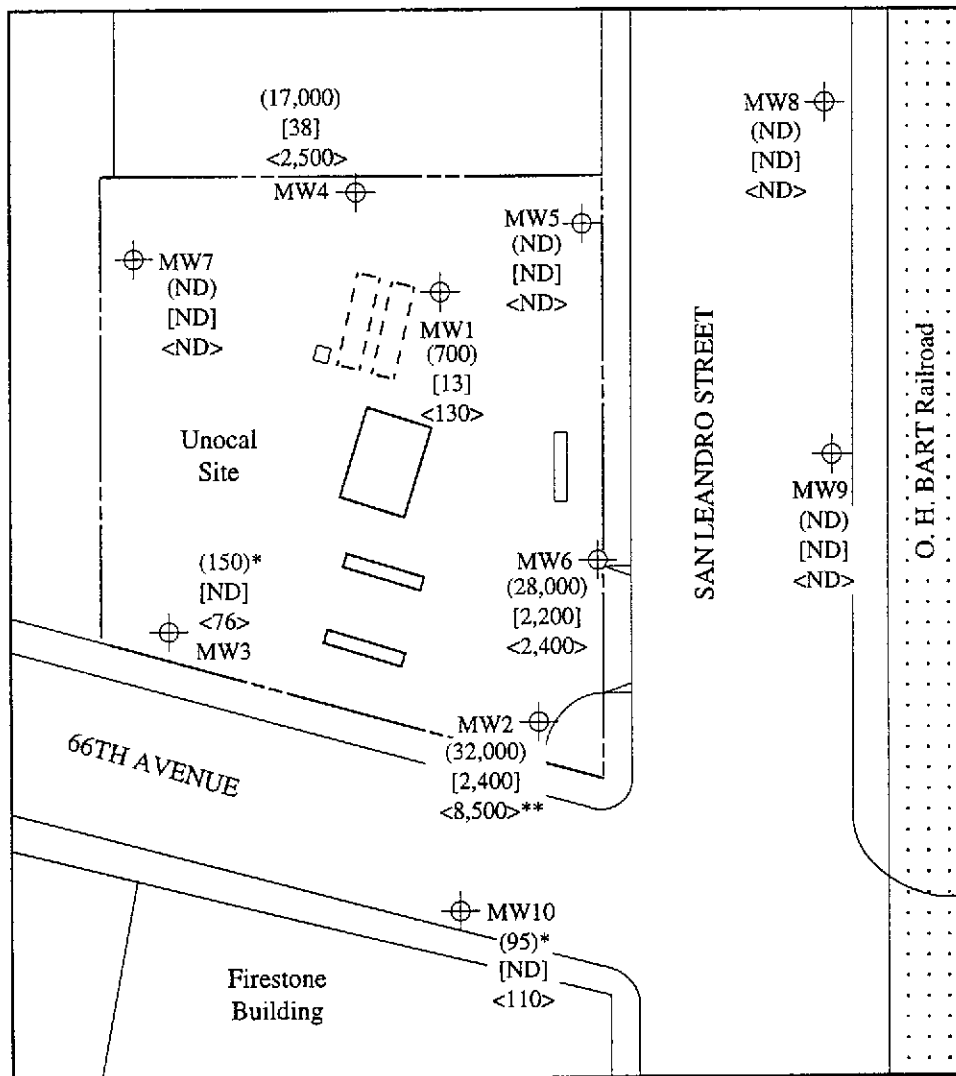 (17,000)
[38]
<2,500>
MW4
MW8
(ND)
[ND]
<ND>
MW5
(ND)
[ND]
<ND>
MW7
(ND)
[ND]
<ND>
MW1
(700)
[13]
<130>
Unocal
Site
SAN LEANDRO STREET
O. H. BART Railroad
MW9
(ND)
[ND]
<ND>
(150)*
[ND]
<76>
MW3
MW6
(28,000)
[2,200]
<2,400>
MW2
(32,000)
[2,400]
<8,500>**
66TH AVENUE
MW10
(95)*
[ND]
<110>
Firestone
Building